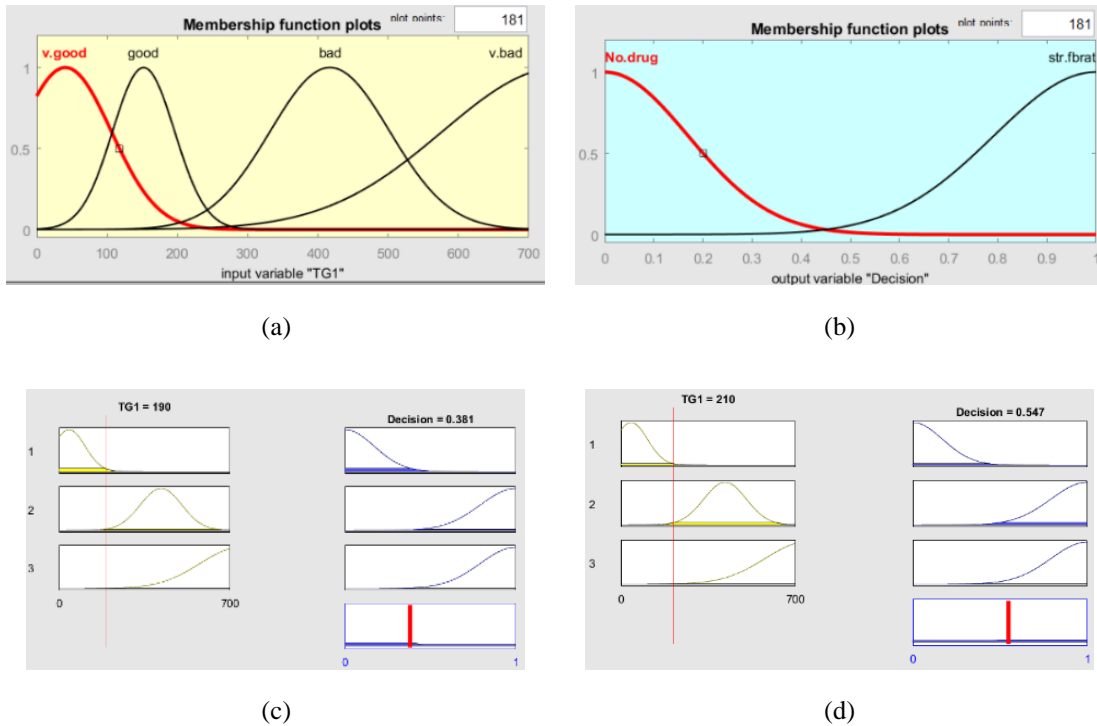 Membership function plots
plot points:
181
v.good
good
bad
v.bad
1
0.5
0
0
100
200
300
400
500
600
700
input variable "TG1"
(a)
Membership function plots
plot points:
181
No.drug
str.fbrat
1
0.5
0
0
0.1
0.2
0.3
0.4
0.5
0.6
0.7
0.8
0.9
1
output variable "Decision"
(b)
TG1 = 190
Decision = 0.381
1
2
3
0
700
0
1
(c)
TG1 = 210
Decision = 0.547
1
2
3
0
700
0
1
(d)